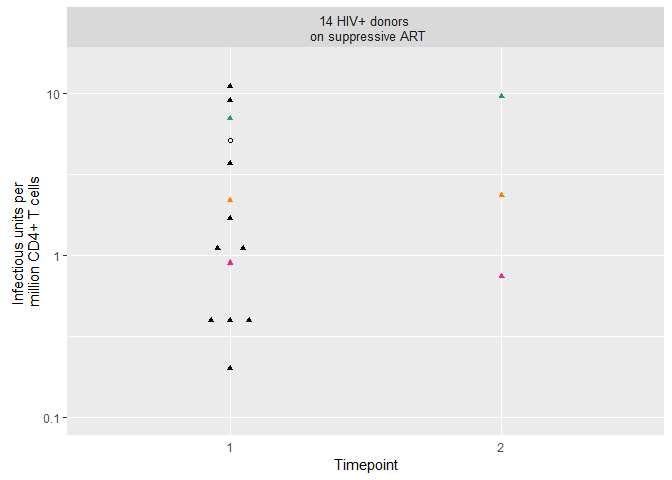 14 HIV+ donors
on suppressive ART
Infectious units per
million CD4+ T cells
10
1
0.1
1
2
Timepoint